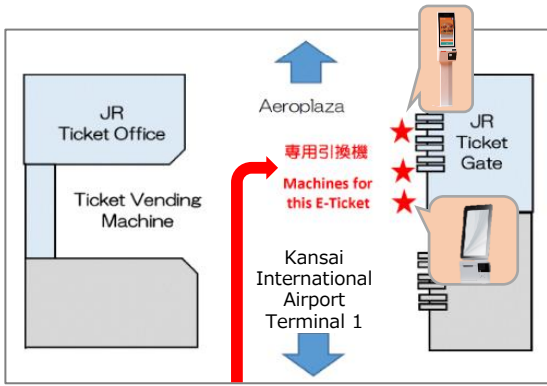 JR
Ticket Office
Ticket Vending
Machine
Aeroplaza
専用引換機
Machines for
this E-Ticket
Kansai
International
Airport
Terminal 1
JR
Ticket
Gate